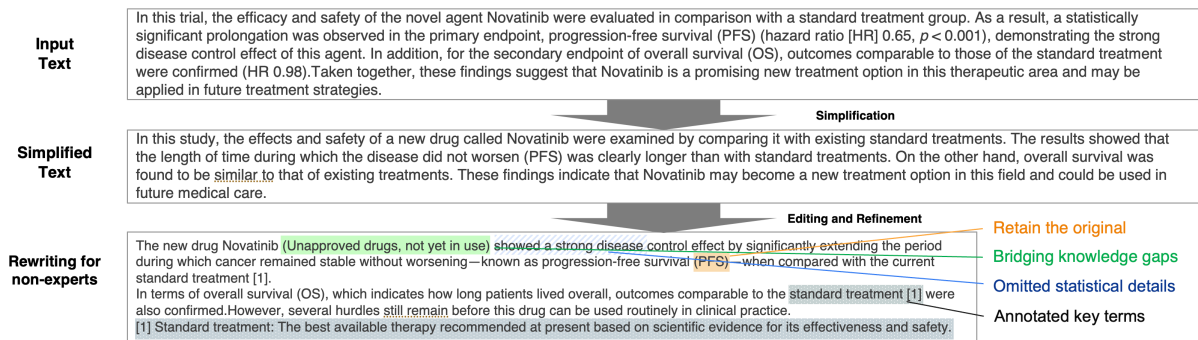 Input
Text
In this trial, the efficacy and safety of the novel agent Novatinib were evaluated in comparison with a standard treatment group. As a result, a statistically
significant prolongation was observed in the primary endpoint, progression-free survival (PFS) (hazard ratio [HR] 0.65, p < 0.001), demonstrating the strong
disease control effect of this agent. In addition, for the secondary endpoint of overall survival (OS), outcomes comparable to those of the standard treatment
were confirmed (HR 0.98).Taken together, these findings suggest that Novatinib is a promising new treatment option in this therapeutic area and may be
applied in future treatment strategies.
Simplification
Simplified
Text
In this study, the effects and safety of a new drug called Novatinib were examined by comparing it with existing standard treatments. The results showed that
the length of time during which the disease did not worsen (PFS) was clearly longer than with standard treatments. On the other hand, overall survival was
found to be similar to that of existing treatments. These findings indicate that Novatinib may become a new treatment option in this field and could be used in
future medical care.
Editing and Refinement
Rewriting for
non-experts
The new drug Novatinib (Unapproved drugs, not yet in use) showed a strong disease control effect by significantly extending the period
during which cancer remained stable without worsening—known as progression-free survival (PFS) —when compared with the current
standard treatment [1].
In terms of overall survival (OS), which indicates how long patients lived overall, outcomes comparable to the standard treatment [1] were
also confirmed.However, several hurdles still remain before this drug can be used routinely in clinical practice.
[1] Standard treatment: The best available therapy recommended at present based on scientific evidence for its effectiveness and safety.
Retain the original
Bridging knowledge gaps
Omitted statistical details
Annotated key terms